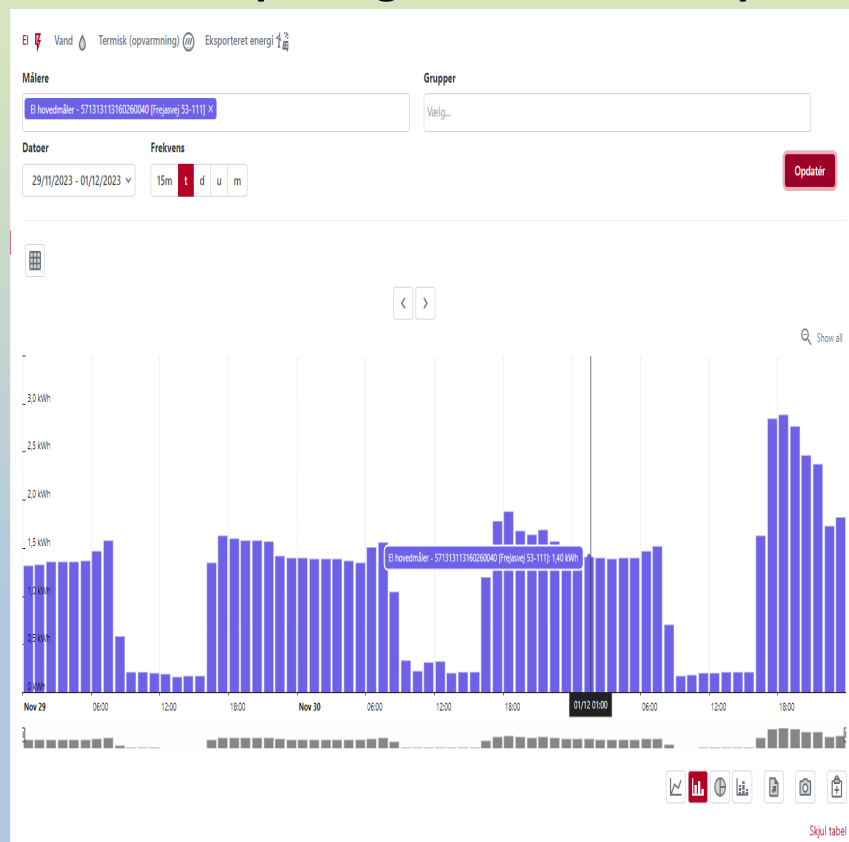 El Vand Termisk (opvarmning) Eksporteret energi
Målere Grupper
El hovedmåler - 571313113160260040 [Frejasvej 53-111] × Vælg...
Datoer Frekvens
29/11/2023 - 01/12/2023 15m t d u m Opdatér
Show all
3,0 kWh
2,5 kWh
2,0 kWh
1,5 kWh
El hovedmåler - 571313113160260040 [Frejasvej 53-111]: 1,40 kWh
1,0 kWh
0,5 kWh
0 kWh
Nov 29 06:00 12:00 18:00 Nov 30 06:00 12:00 18:00 01/12 01:00 06:00 12:00 18:00
Skjul tabel